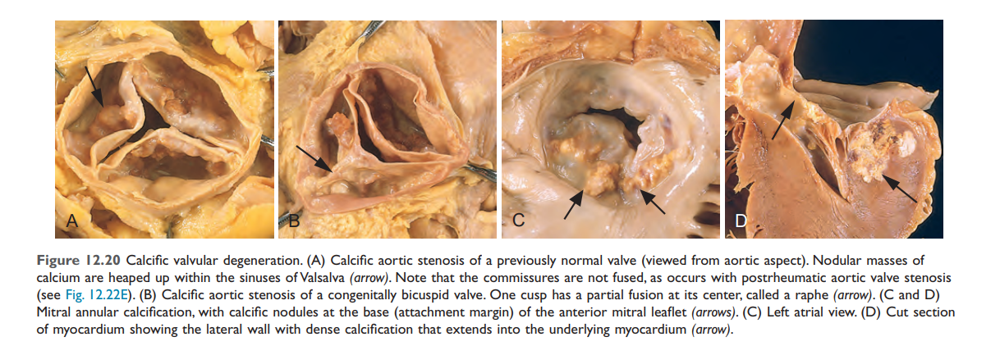 A
B
C
D
Figure 12.20 Calcific valvular degeneration. (A) Calcific aortic stenosis of a previously normal valve (viewed from aortic aspect). Nodular masses of
calcium are heaped up within the sinuses of Valsalva (arrow). Note that the commissures are not fused, as occurs with postrheumatic aortic valve stenosis
(see Fig. 12.22E). (B) Calcific aortic stenosis of a congenitally bicuspid valve. One cusp has a partial fusion at its center, called a raphe (arrow). (C and D)
Mitral annular calcification, with calcific nodules at the base (attachment margin) of the anterior mitral leaflet (arrows). (C) Left atrial view. (D) Cut section
of myocardium showing the lateral wall with dense calcification that extends into the underlying myocardium (arrow).